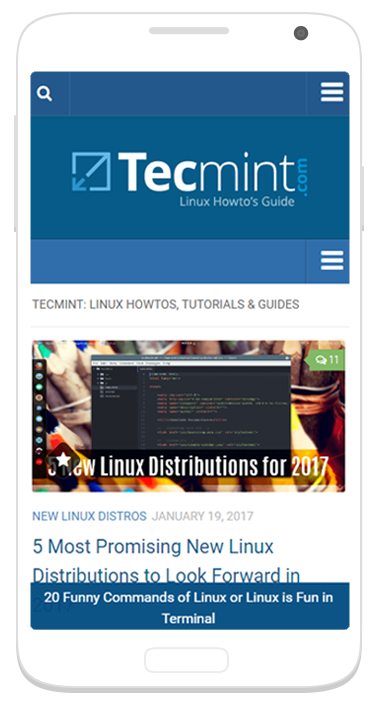 Tecmint.com
Linux Howto's Guide
TECMINT: LINUX HOWTOS, TUTORIALS & GUIDES
11
5 New Linux Distributions for 2017
NEW LINUX DISTROS JANUARY 19, 2017
5 Most Promising New Linux
Distributions to Look Forward in
2017
20 Funny Commands of Linux or Linux is Fun in
Terminal